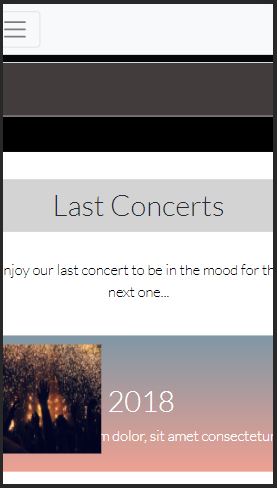 Last Concerts
njoy our last concert to be in the mood for th
next one...
2018
m dolor, sit amet consectetur